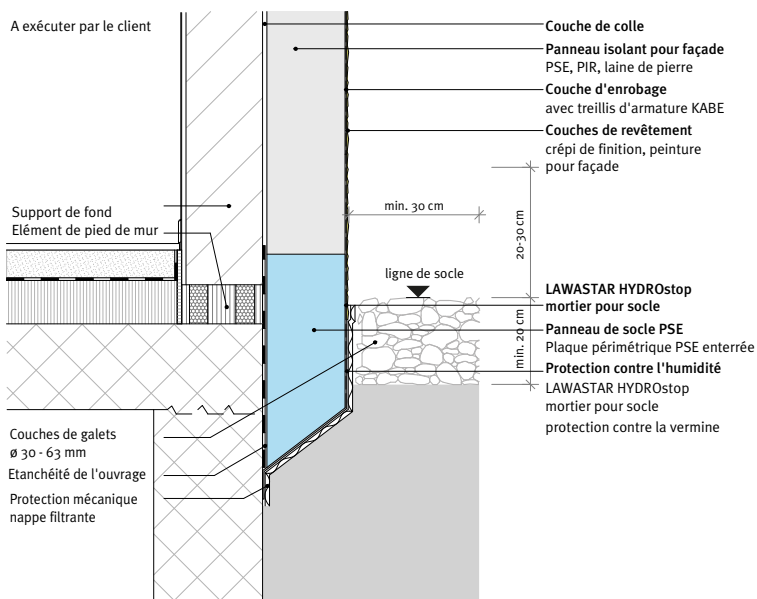 A exécuter par le client
Couche de colle
Panneau isolant pour façade
PSE, PIR, laine de pierre
Couche d'enrobage
avec treillis d'armature KABE
Couches de revêtement
crépi de finition, peinture
pour façade
min. 30 cm
20-30 cm
Support de fond
Elément de pied de mur
ligne de socle
LAWASTAR HYDROstop
mortier pour socle
Panneau de socle PSE
Plaque périmétrique PSE enterrée
min. 20 cm
Protection contre l'humidité
LAWASTAR HYDROstop
mortier pour socle
protection contre la vermine
Couches de galets
ø 30 - 63 mm
Etanchéité de l'ouvrage
Protection mécanique
nappe filtrante